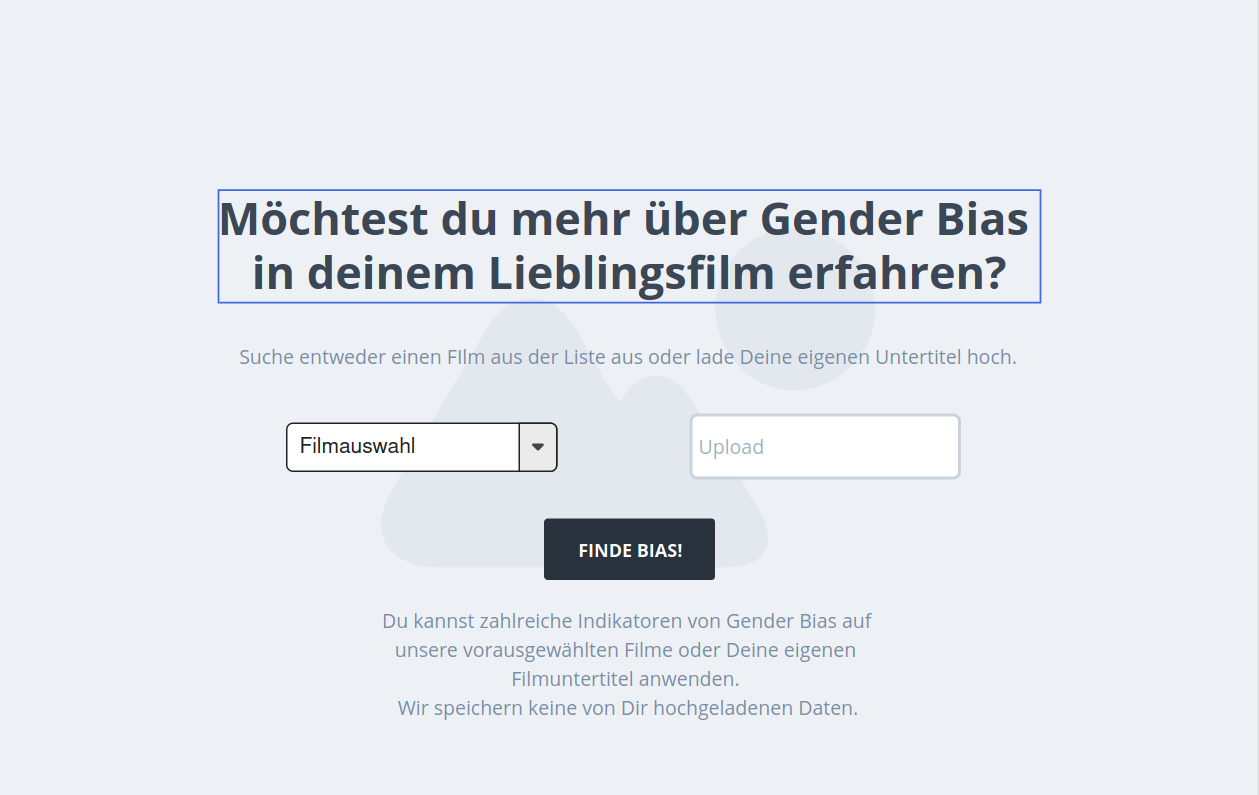 Möchtest du mehr über Gender Bias
in deinem Lieblingsfilm erfahren?
Suche entweder einen FIlm aus der Liste aus oder lade Deine eigenen Untertitel hoch.
Filmauswahl
Upload
FINDE BIAS!
Du kannst zahlreiche Indikatoren von Gender Bias auf
unsere vorausgewählten Filme oder Deine eigenen
Filmuntertitel anwenden.
Wir speichern keine von Dir hochgeladenen Daten.